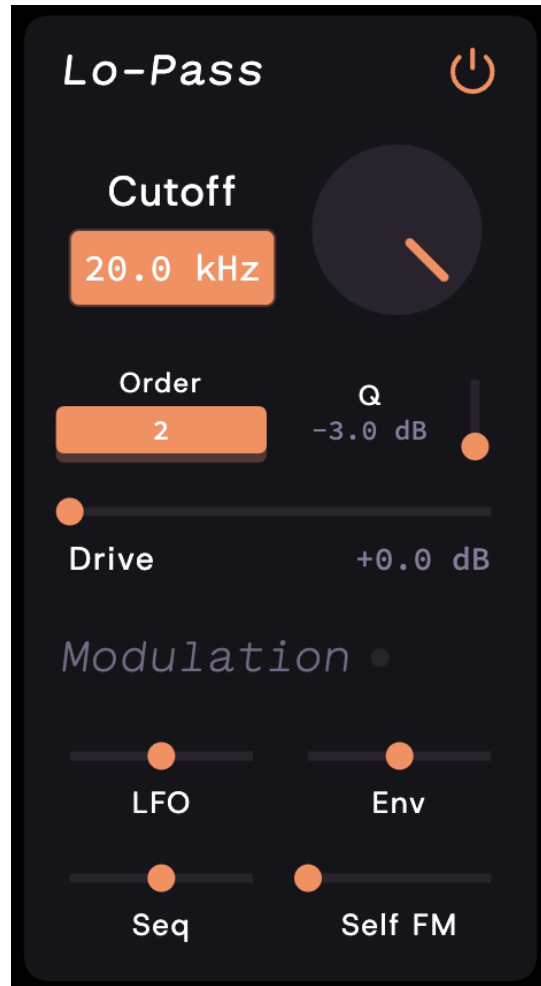 Lo-Pass
Cutoff
20.0 kHz
Order
2
Q
-3.0 dB
Drive
+0.0 dB
Modulation
LFO
Env
Seq
Self FM